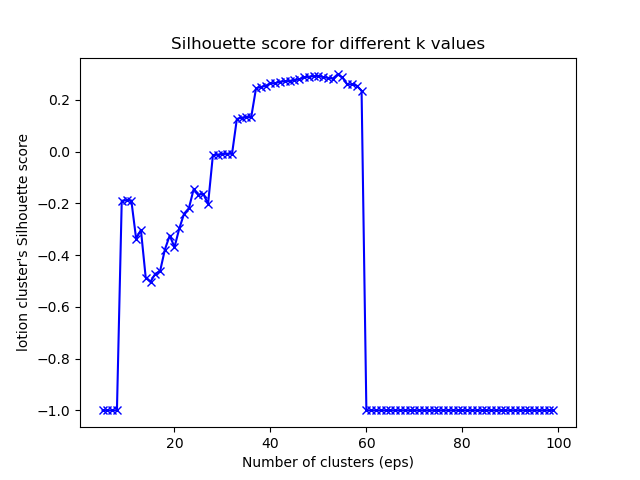 Silhouette score for different k values
lotion cluster's Silhouette score
0.2
0.0
−0.2
−0.4
−0.6
−0.8
−1.0
20 40 60 80 100
Number of clusters (eps)